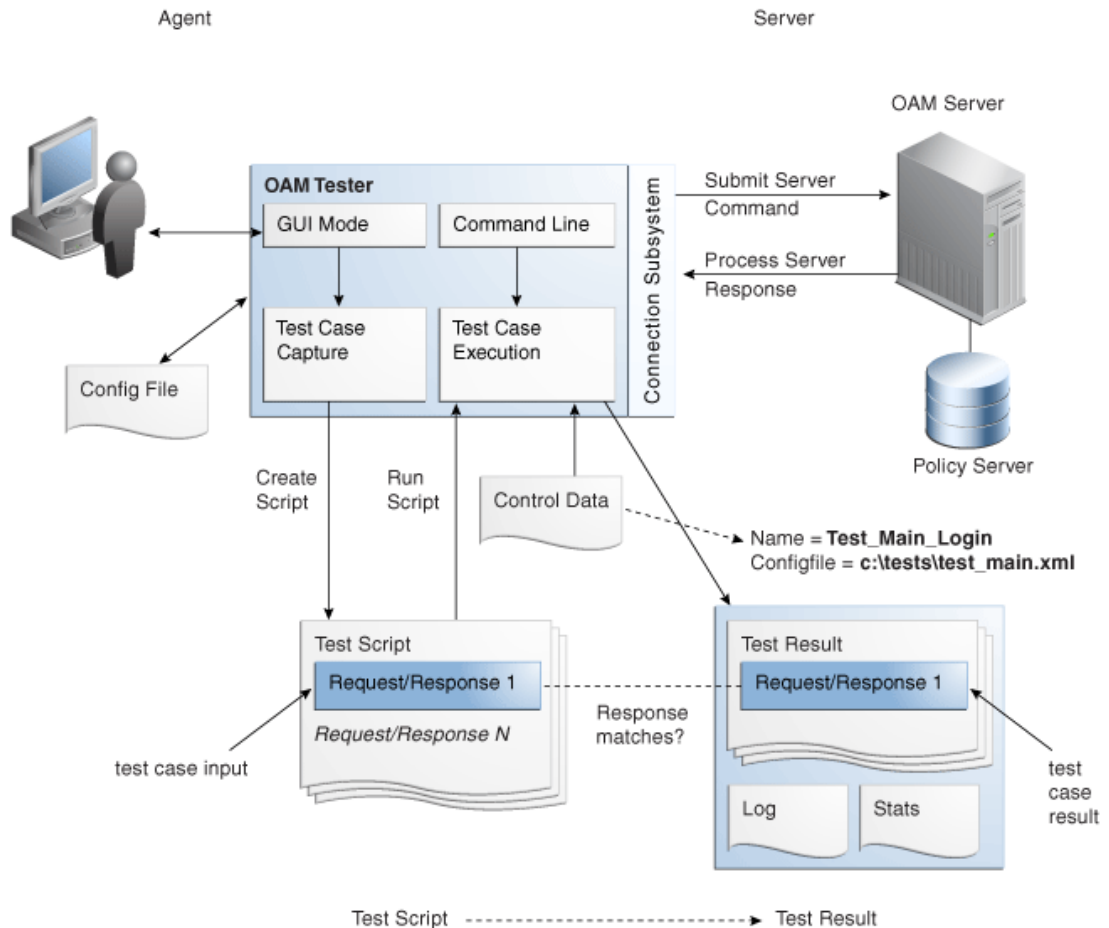 Agent
Server
OAM Server
OAM Tester
GUI Mode
Command Line
Connection Subsystem
Submit Server
Command
Process Server
Response
Test Case
Capture
Test Case
Execution
Config File
Policy Server
Create
Script
Run
Script
Control Data
Name = Test_Main_Login
Configfile = c:\tests\test_main.xml
Test Script
Request/Response 1
Request/Response N
test case input
Response
matches?
Test Result
Request/Response 1
test
case
result
Log
Stats
Test Script
Test Result